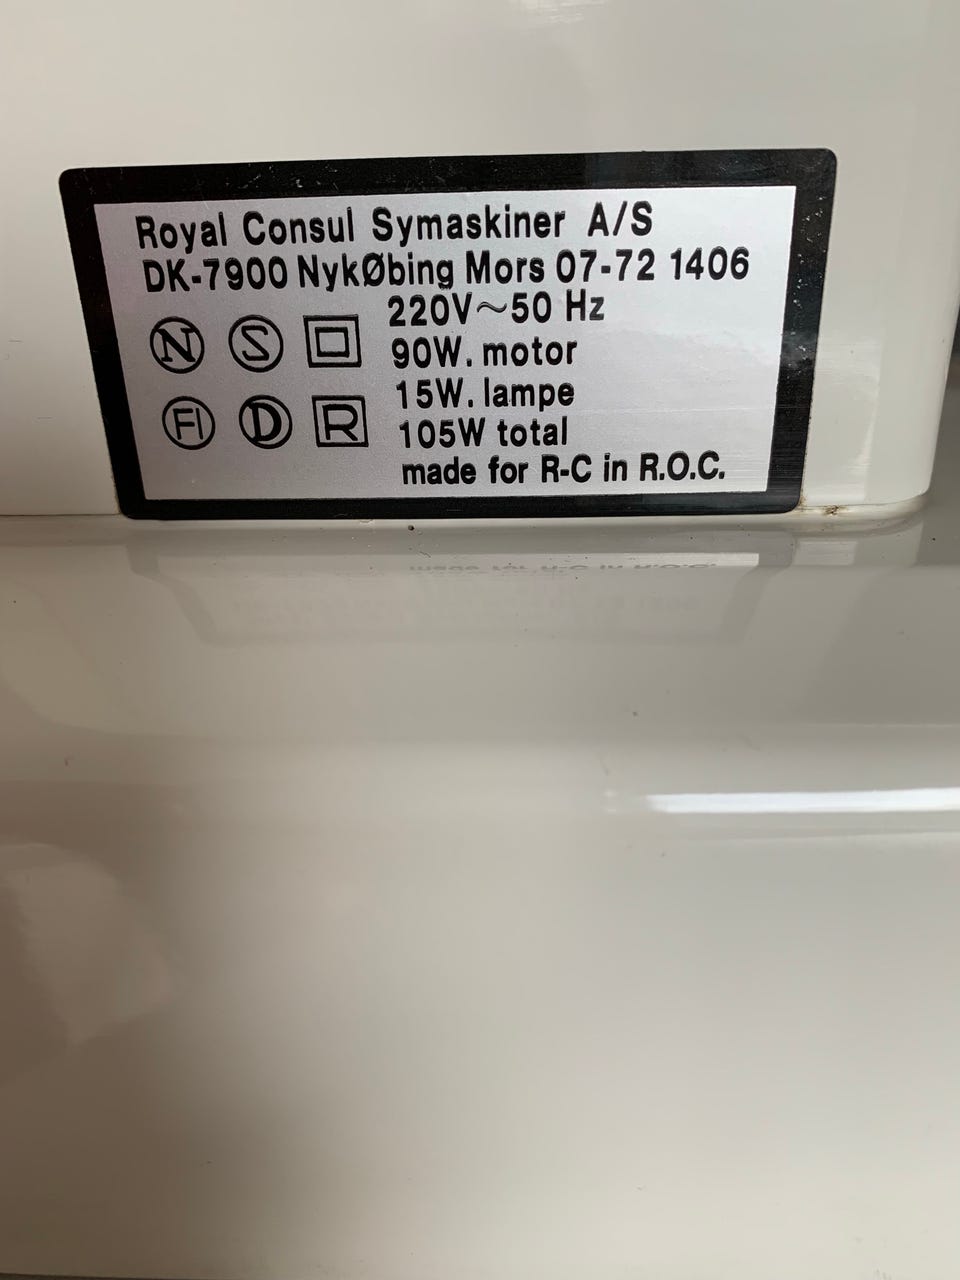 Royal Consul Symaskiner A/S
DK-7900 NykØbing Mors 07-72 1406
220V~50 Hz
N S
90W. motor
15W. lampe
FI D R
105W total
made for R-C in R.O.C.